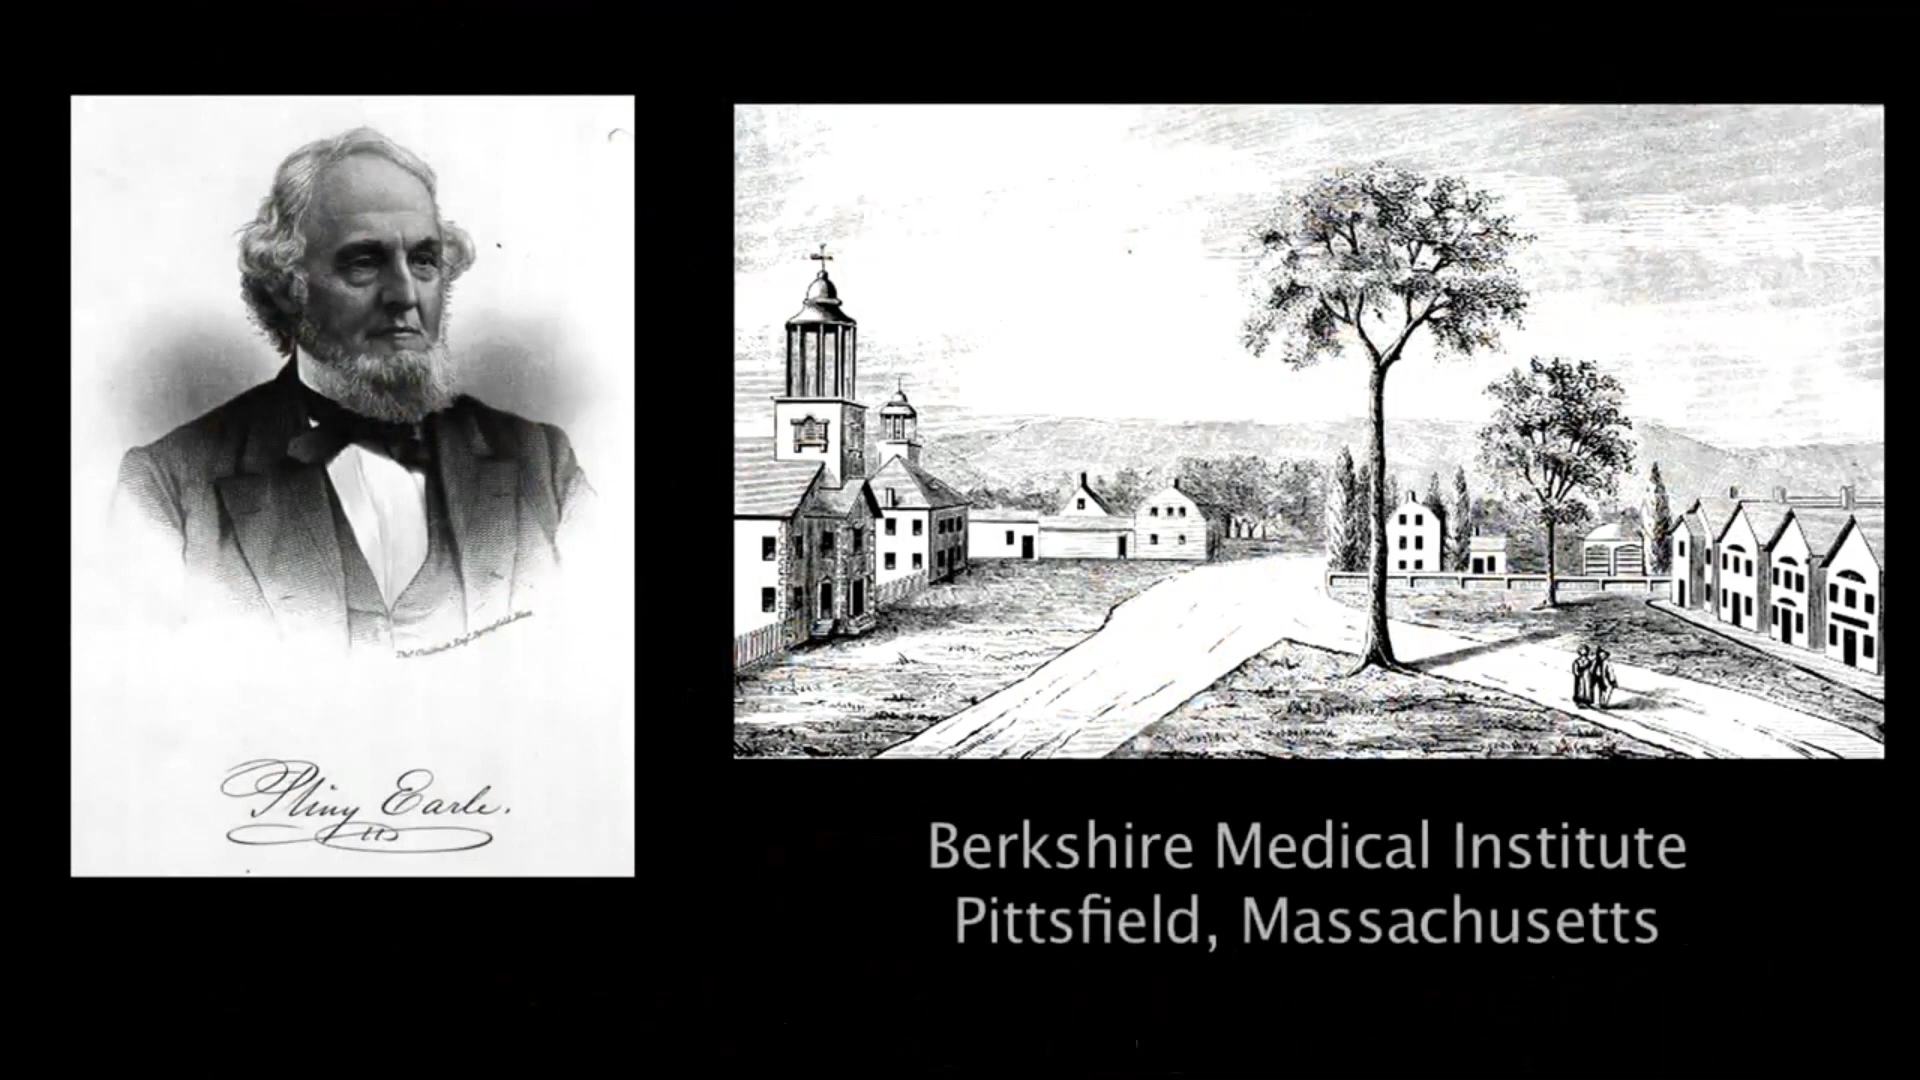 Pliny Earle.
Berkshire Medical Institute
Pittsfield, Massachusetts